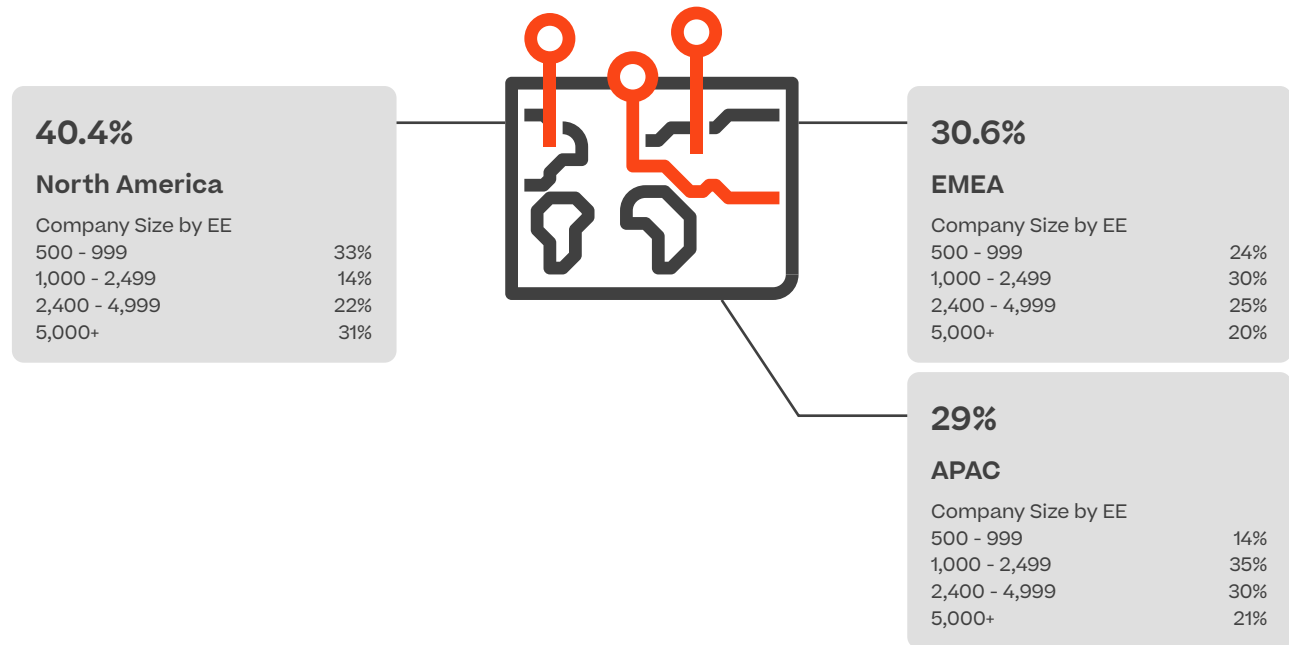 40.4%
North America
Company Size by EE
500 - 999 33%
1,000 - 2,499 14%
2,400 - 4,999 22%
5,000+ 31%
30.6%
EMEA
Company Size by EE
500 - 999 24%
1,000 - 2,499 30%
2,400 - 4,999 25%
5,000+ 20%
29%
APAC
Company Size by EE
500 - 999 14%
1,000 - 2,499 35%
2,400 - 4,999 30%
5,000+ 21%